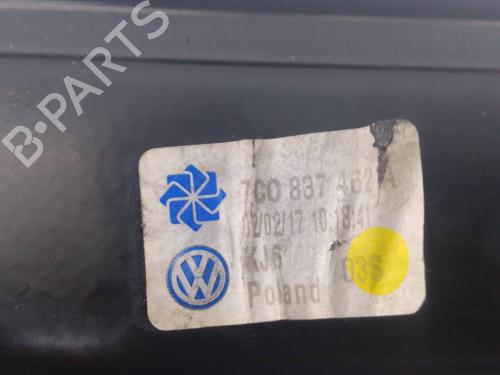 B-PARTS
7C0 837 462 A
02/02/17 10:18:41
KJ6 03S
Poland